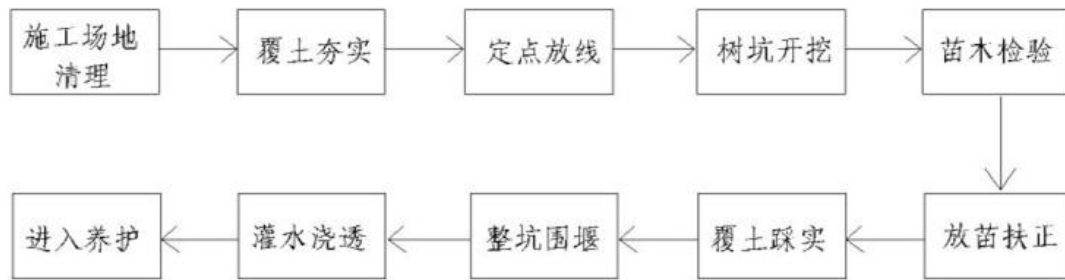 施工场地
清理
覆土夯实
定点放线
树坑开挖
苗木检验
放苗扶正
覆土踩实
整坑围堰
灌水浇透
进入养护